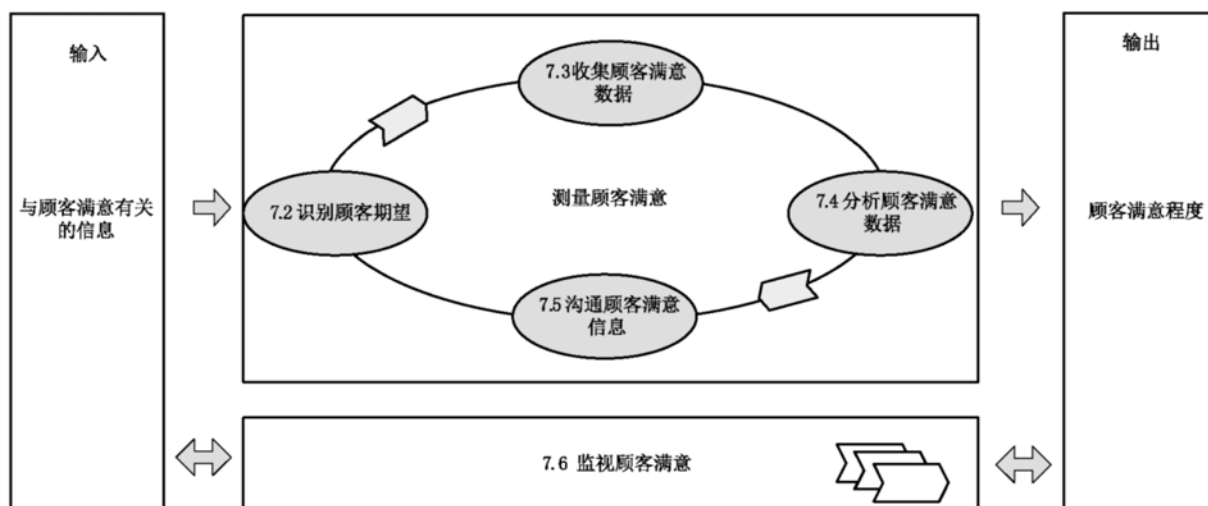 输入
与顾客满意有关
的信息
7.3收集顾客满意
数据
7.2 识别顾客期望
测量顾客满意
7.4 分析顾客满意
数据
7.5 沟通顾客满意
信息
7.6 监视顾客满意
输出
顾客满意程度